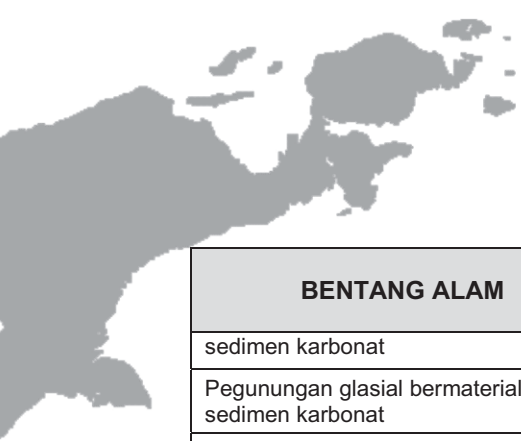 BENTANG ALAM
sedimen karbonat
Pegunungan glasial bermaterial
sedimen karbonat